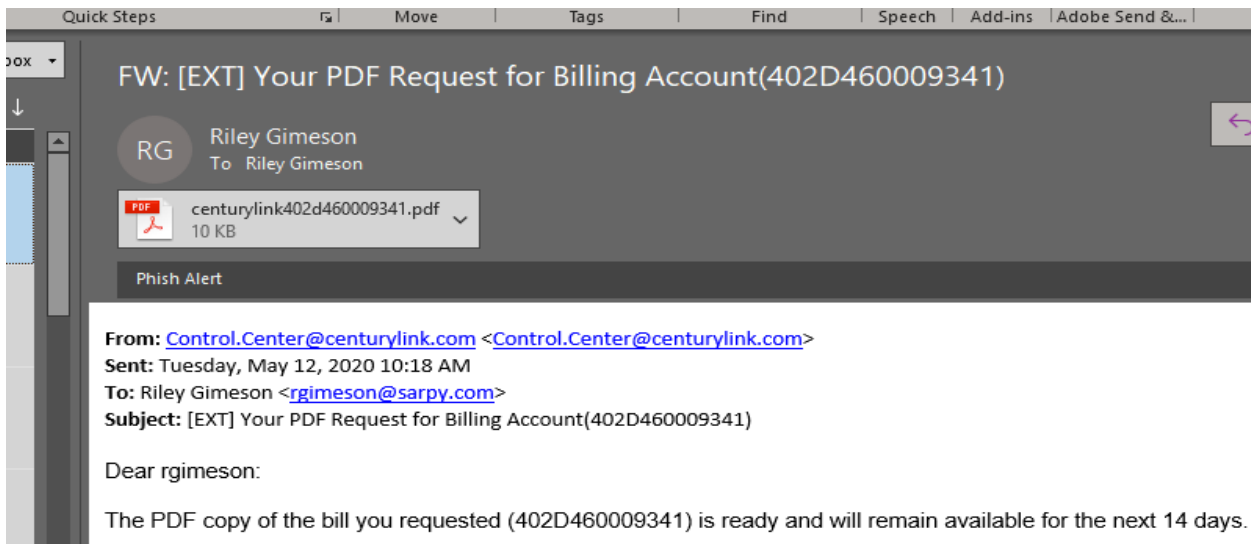 Quick Steps Move Tags Find Speech Add-ins Adobe Send &...
FW: [EXT] Your PDF Request for Billing Account(402D460009341)
RG
Riley Gimeson
To Riley Gimeson
PDF
centurylink402d460009341.pdf
10 KB
Phish Alert
From: Control.Center@centurylink.com <Control.Center@centurylink.com>
Sent: Tuesday, May 12, 2020 10:18 AM
To: Riley Gimeson <rgimeson@sarpy.com>
Subject: [EXT] Your PDF Request for Billing Account(402D460009341)
Dear rgimeson:
The PDF copy of the bill you requested (402D460009341) is ready and will remain available for the next 14 days.